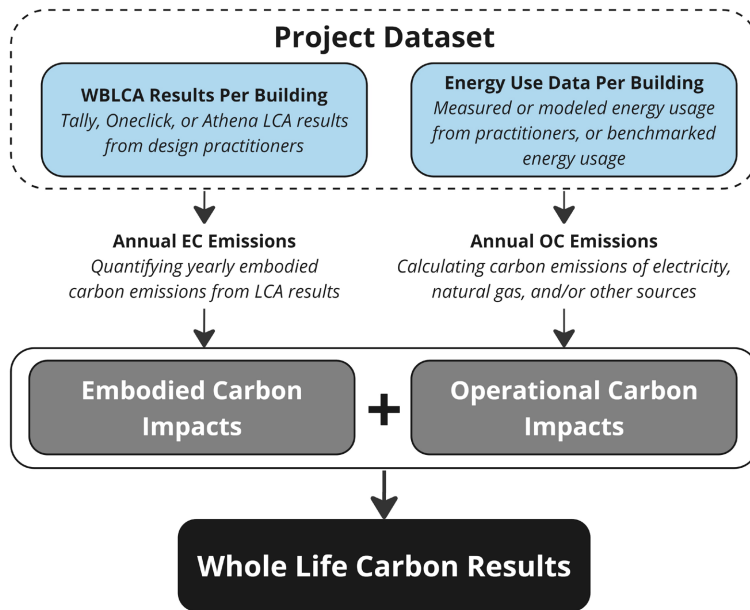 Project Dataset
WBLCA Results Per Building
Tally, Oneclick, or Athena LCA results
from design practitioners
Energy Use Data Per Building
Measured or modeled energy usage
from practitioners, or benchmarked
energy usage
Annual EC Emissions
Quantifying yearly embodied
carbon emissions from LCA results
Annual OC Emissions
Calculating carbon emissions of electricity,
natural gas, and/or other sources
Embodied Carbon
Impacts
+
Operational Carbon
Impacts
Whole Life Carbon Results